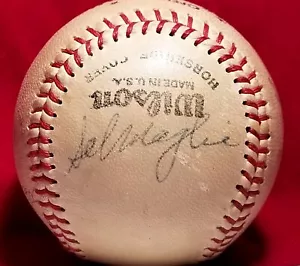 Sal Maglie
Wilson
MADE IN U.S.A.
HORSEHIDE COVER